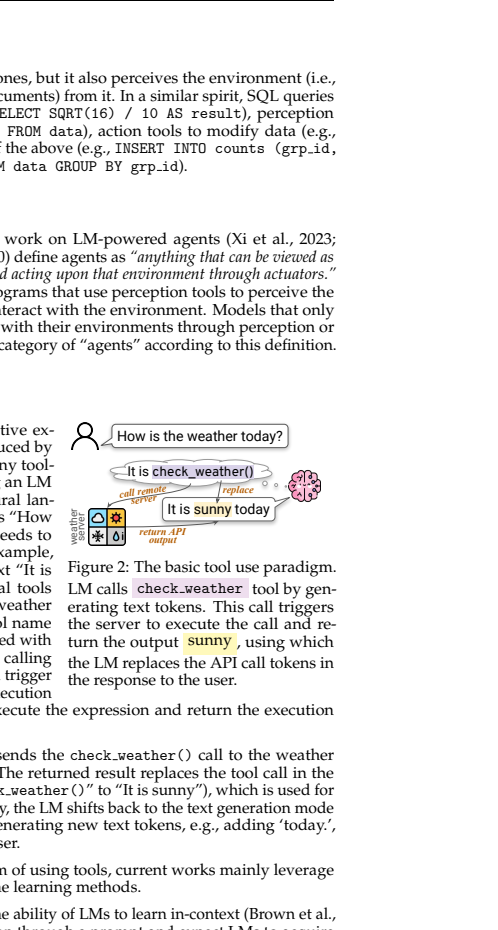 ones, but it also perceives the environment (i.e.,
cuments) from it. In a similar spirit, SQL queries
ELECT SQRT(16) / 10 AS result), perception
FROM data), action tools to modify data (e.g.,
f the above (e.g., INSERT INTO counts (grp_id,
M data GROUP BY grp_id).
work on LM-powered agents (Xi et al., 2023;
0) define agents as “anything that can be viewed as
d acting upon that environment through actuators.”
ograms that use perception tools to perceive the
nteract with the environment. Models that only
with their environments through perception or
category of “agents” according to this definition.
tive ex-
uced by
ny tool-
g an LM
ral lan-
s “How
eeds to
xample,
xt “It is
al tools
weather
ol name
ed with
calling
trigger
ecution
How is the weather today?
It is check_weather()
call remote
server
replace
It is sunny today
weather
server
return API
output
Figure 2: The basic tool use paradigm.
LM calls check_weather tool by gen-
erating text tokens. This call triggers
the server to execute the call and re-
turn the output sunny, using which
the LM replaces the API call tokens in
the response to the user.
xecute the expression and return the execution
sends the check_weather() call to the weather
The returned result replaces the tool call in the
k_weather()” to “It is sunny”), which is used for
y, the LM shifts back to the text generation mode
enerating new text tokens, e.g., adding ‘today.’,
ser.
m of using tools, current works mainly leverage
ne learning methods.
he ability of LMs to learn in-context (Brown et al.,